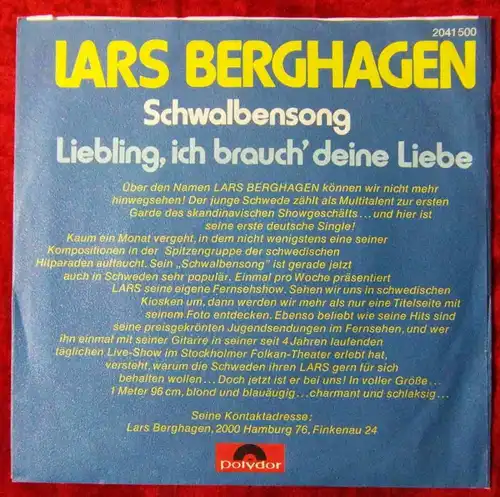 2041 500
LARS BERGHAGEN
Schwalbensong
Liebling, ich brauch' deine Liebe
Über den Namen LARS BERGHAGEN können wir nicht mehr
hinwegsehen! Der junge Schwede zählt als Multitalent zur ersten
Garde des skandinavischen Showgeschäfts... und hier ist
seine erste deutsche Single!
Kaum ein Monat vergeht, in dem nicht wenigstens eine seiner
Kompositionen in der Spitzengruppe der schwedischen
Hitparaden auftaucht. Sein „Schwalbensong" ist gerade jetzt
auch in Schweden sehr populär. Einmal pro Woche präsentiert
LARS seine eigene Fernsehshow. Sehen wir uns in schwedischen
Kiosken um, dann werden wir mehr als nur eine Titelseite mit
seinem Foto entdecken. Ebenso beliebt wie seine Hits sind
seine preisgekrönten Jugendsendungen im Fernsehen, und wer
ihn einmal mit seiner Gitarre in seiner seit 4 Jahren laufenden
täglichen Live-Show im Stockholmer Folkan-Theater erlebt hat,
versteht, warum die Schweden ihren LARS gern für sich
behalten wollen... Doch jetzt ist er bei uns! In voller Größe...
1 Meter 96 cm, blond und blauäugig...charmant und schlaksig...
Seine Kontaktadresse:
Lars Berghagen, 2000 Hamburg 76, Finkenau 24
polydor